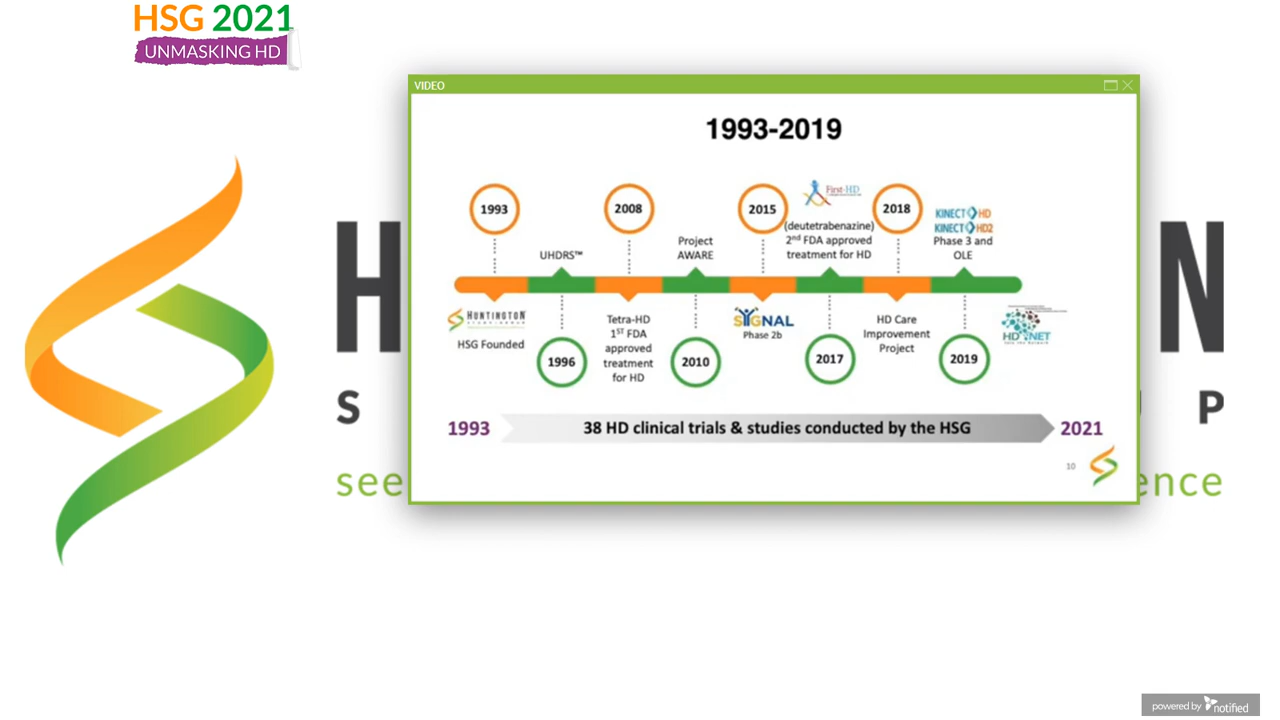 HSG 2021
UNMASKING HD
VIDEO
1993-2019
1993
2008
2015
First-HD
2018
KINECT HD
KINECT HD2
UHDRS™
Project
AWARE
(deutetrabenazine)
2nd FDA approved
treatment for HD
Phase 3 and
OLE
HUNTINGTON
HSG Founded
1996
Tetra-HD
1ST FDA
approved
treatment
for HD
2010
SIGNAL
Phase 2b
2017
HD Care
Improvement
Project
2019
HD NET
1993
38 HD clinical trials & studies conducted by the HSG
2021
10
H
N
S
P
see
ence
powered by notified